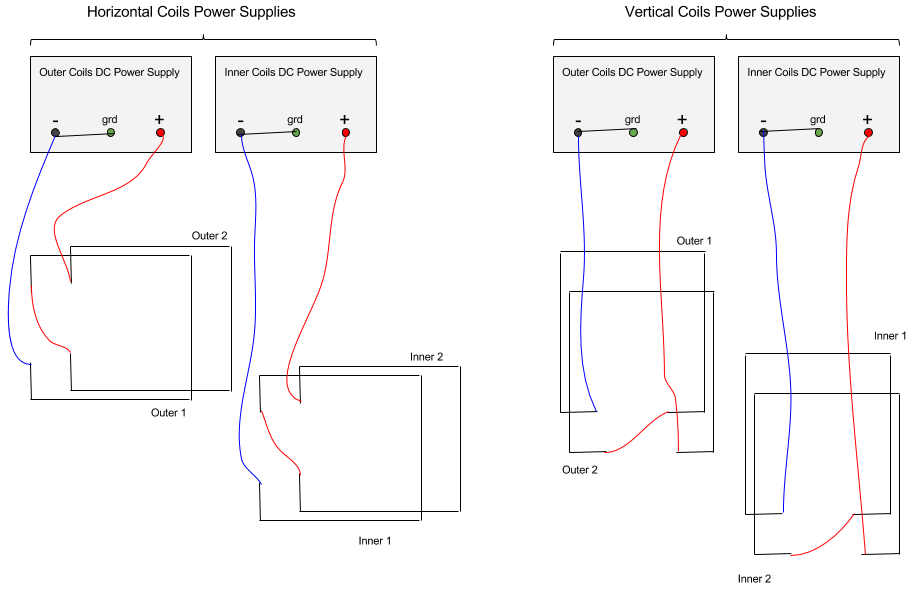 Horizontal Coils Power Supplies
Vertical Coils Power Supplies
Outer Coils DC Power Supply
Inner Coils DC Power Supply
Outer Coils DC Power Supply
Inner Coils DC Power Supply
- grd +
- grd +
- grd +
- grd +
Outer 2
Outer 1
Inner 1
Inner 2
Outer 1
Outer 2
Inner 1
Inner 2